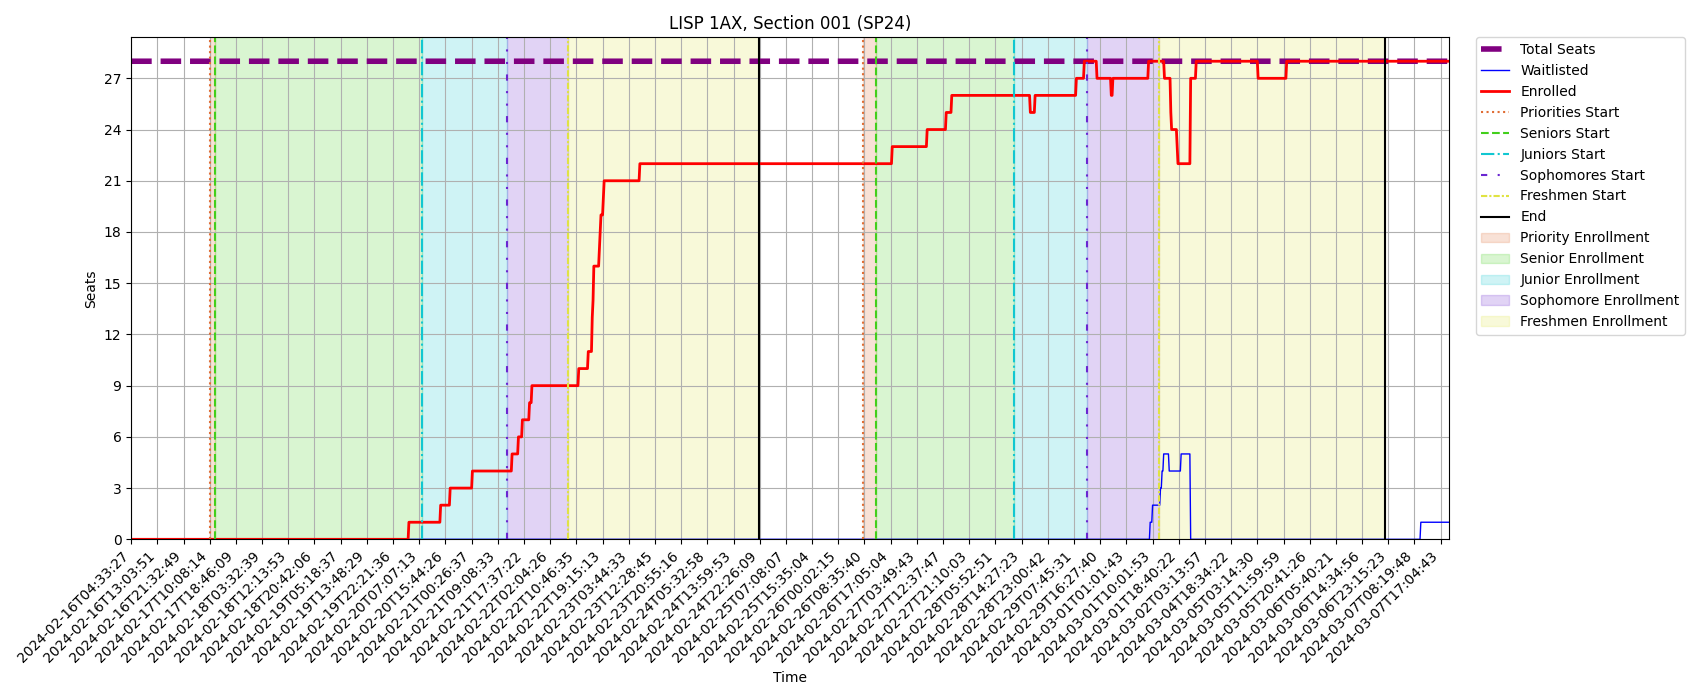 LISP 1AX, Section 001 (SP24)
Seats
27
24
21
18
15
12
9
6
3
0
2024-02-16T04:33:27
2024-02-16T13:03:51
2024-02-16T21:32:49
2024-02-17T10:08:14
2024-02-17T18:46:09
2024-02-18T03:32:39
2024-02-18T12:13:53
2024-02-18T20:42:06
2024-02-19T05:18:37
2024-02-19T13:48:29
2024-02-19T22:21:36
2024-02-20T07:07:13
2024-02-20T15:44:26
2024-02-21T00:26:37
2024-02-21T09:08:33
2024-02-21T17:37:22
2024-02-22T02:04:26
2024-02-22T10:46:35
2024-02-22T19:15:13
2024-02-23T03:44:33
2024-02-23T12:28:45
2024-02-23T20:55:16
2024-02-24T05:32:58
2024-02-24T13:59:53
2024-02-24T22:26:09
2024-02-25T07:08:07
2024-02-25T15:35:04
2024-02-26T00:02:15
2024-02-26T08:35:40
2024-02-26T17:05:04
2024-02-27T03:49:43
2024-02-27T12:37:47
2024-02-27T21:10:03
2024-02-28T05:52:51
2024-02-28T14:27:23
2024-02-28T23:00:42
2024-02-29T07:45:31
2024-02-29T16:27:40
2024-03-01T01:01:43
2024-03-01T10:01:53
2024-03-01T18:40:22
2024-03-02T03:13:57
2024-03-04T18:34:22
2024-03-05T03:14:30
2024-03-05T11:59:59
2024-03-05T20:41:26
2024-03-06T05:40:21
2024-03-06T14:34:56
2024-03-06T23:15:23
2024-03-07T08:19:48
2024-03-07T17:04:43
Time
Total Seats
Waitlisted
Enrolled
Priorities Start
Seniors Start
Juniors Start
Sophomores Start
Freshmen Start
End
Priority Enrollment
Senior Enrollment
Junior Enrollment
Sophomore Enrollment
Freshmen Enrollment